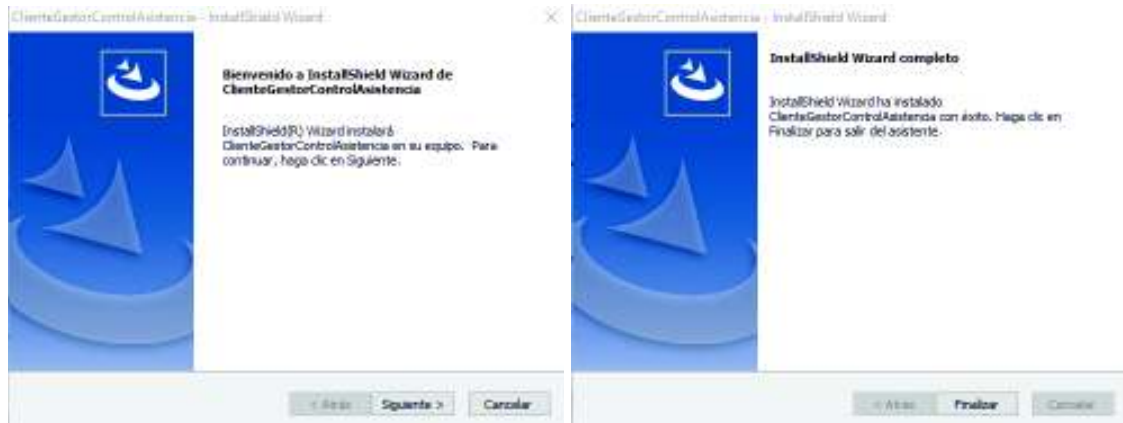 ClienteGestorControlAsistencia - InstallShield Wizard
Bienvenido a InstallShield Wizard de
ClienteGestorControlAsistencia
InstallShield(R) Wizard instalará
ClienteGestorControlAsistencia en su equipo. Para
continuar, haga clic en Siguiente.
< Atrás
Siguiente >
Cancelar
ClienteGestorControlAsistencia - InstallShield Wizard
InstallShield Wizard completo
InstallShield Wizard ha instalado
ClienteGestorControlAsistencia con éxito. Haga clic en
Finalizar para salir del asistente.
< Atrás
Finalizar
Cancelar